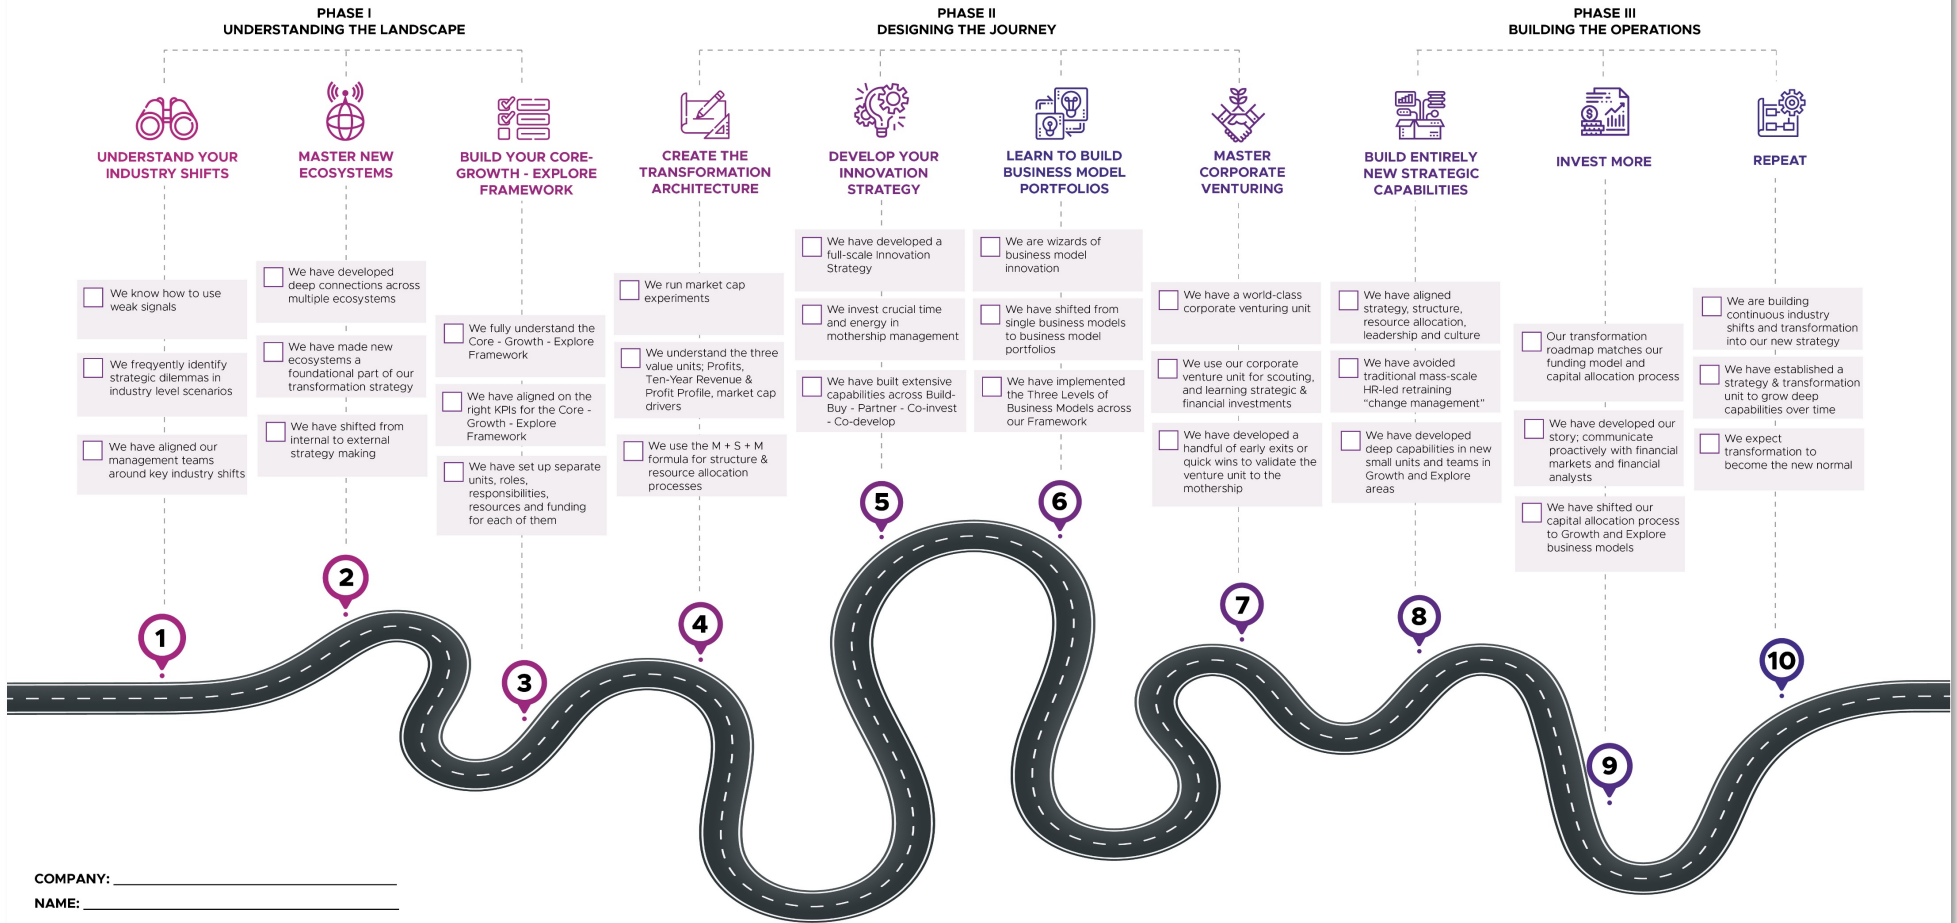 PHASE I
UNDERSTANDING THE LANDSCAPE
PHASE II
DESIGNING THE JOURNEY
PHASE III
BUILDING THE OPERATIONS
UNDERSTAND YOUR
INDUSTRY SHIFTS
We know how to use
weak signals
We freqyently identify
strategic dilemmas in
industry level scenarios
We have aligned our
management teams
around key industry shifts
MASTER NEW
ECOSYSTEMS
We have developed
deep connections across
multiple ecosystems
We have made new
ecosystems a
foundational part of our
transformation strategy
We have shifted from
internal to external
strategy making
BUILD YOUR CORE-
GROWTH - EXPLORE
FRAMEWORK
We fully understand the
Core - Growth - Explore
Framework
We have aligned on the
right KPIs for the Core -
Growth - Explore
Framework
We have set up separate
units, roles,
responsibilities,
resources and funding
for each of them
CREATE THE
TRANSFORMATION
ARCHITECTURE
We run market cap
experiments
We understand the three
value units; Profits,
Ten-Year Revenue &
Profit Profile, market cap
drivers
We use the M + S + M
formula for structure &
resource allocation
processes
DEVELOP YOUR
INNOVATION
STRATEGY
We have developed a
full-scale Innovation
Strategy
We invest crucial time
and energy in
mothership management
We have built extensive
capabilities across Build-
Buy - Partner - Co-invest
- Co-develop
LEARN TO BUILD
BUSINESS MODEL
PORTFOLIOS
We are wizards of
business model
innovation
We have shifted from
single business models
to business model
portfolios
We have implemented
the Three Levels of
Business Models across
our Framework
MASTER
CORPORATE
VENTURING
We have a world-class
corporate venturing unit
We use our corporate
venture unit for scouting,
and learning strategic &
financial investments
We have developed a
handful of early exits or
quick wins to validate the
venture unit to the
mothership
BUILD ENTIRELY
NEW STRATEGIC
CAPABILITIES
We have aligned
strategy, structure,
resource allocation,
leadership and culture
We have avoided
traditional mass-scale
HR-led retraining
“change management”
We have developed
deep capabilities in new
small units and teams in
Growth and Explore
areas
INVEST MORE
Our transformation
roadmap matches our
funding model and
capital allocation process
We have developed our
story; communicate
proactively with financial
markets and financial
analysts
We have shifted our
capital allocation process
to Growth and Explore
business models
REPEAT
We are building
continuous industry
shifts and transformation
into our new strategy
We have established a
strategy & transformation
unit to grow deep
capabilities over time
We expect
transformation to
become the new normal
1
2
3
4
5
6
7
8
9
10
COMPANY:
NAME: